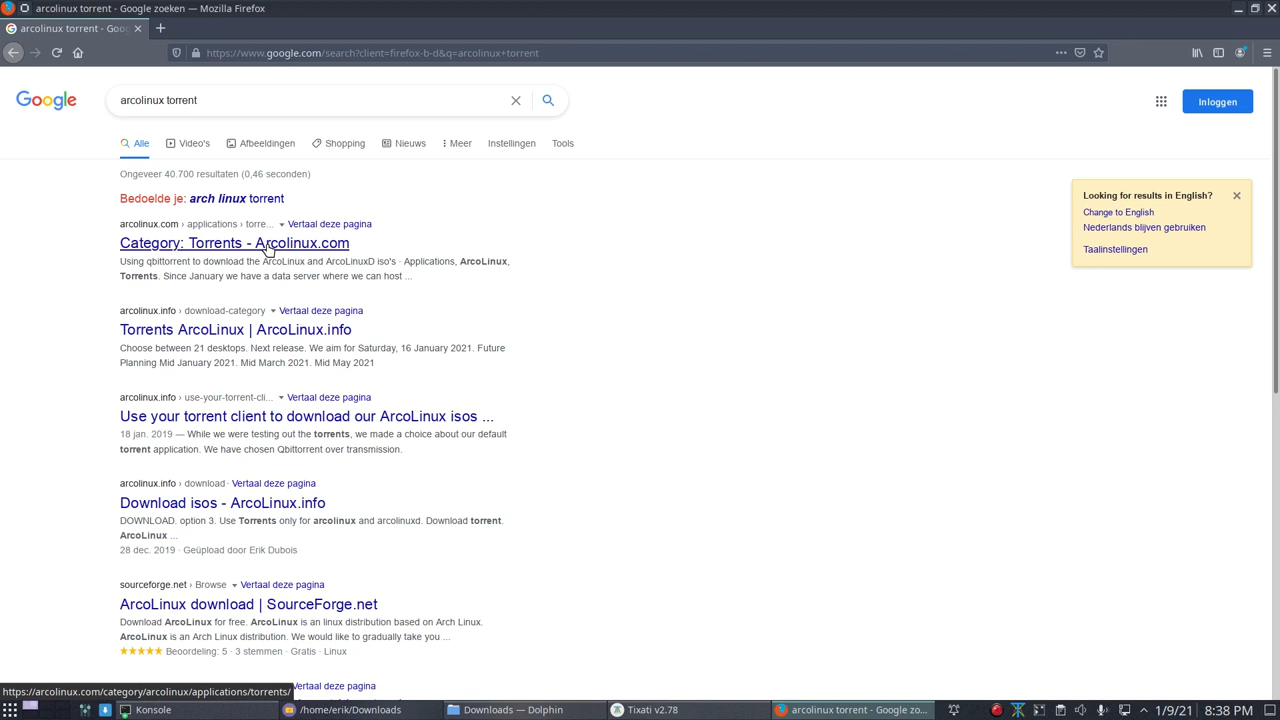 arcolinux torrent - Google zoeken — Mozilla Firefox
arcolinux torrent - Goog
https://www.google.com/search?client=firefox-b-d&q=arcolinux+torrent
Google
arcolinux torrent
Inloggen
Alle Video's Afbeeldingen Shopping Nieuws Meer Instellingen Tools
Ongeveer 40.700 resultaten (0,46 seconden)
Bedoelde je: arch linux torrent
arcolinux.com › applications › torre... Vertaal deze pagina
Category: Torrents - Arcolinux.com
Using qbittorrent to download the ArcoLinux and ArcoLinuxD iso's · Applications, ArcoLinux,
Torrents. Since January we have a data server where we can host ...
arcolinux.info › download-category Vertaal deze pagina
Torrents ArcoLinux | ArcoLinux.info
Choose between 21 desktops. Next release. We aim for Saturday, 16 January 2021. Future
Planning Mid January 2021. Mid March 2021. Mid May 2021
arcolinux.info › use-your-torrent-cli... Vertaal deze pagina
Use your torrent client to download our ArcoLinux isos ...
18 jan. 2019 — While we were testing out the torrents, we made a choice about our default
torrent application. We have chosen Qbittorrent over transmission.
arcolinux.info › download · Vertaal deze pagina
Download isos - ArcoLinux.info
DOWNLOAD. option 3. Use Torrents only for arcolinux and arcolinuxd. Download torrent.
ArcoLinux ...
28 dec. 2019 · Geüpload door Erik Dubois
sourceforge.net › Browse Vertaal deze pagina
ArcoLinux download | SourceForge.net
Download ArcoLinux for free. ArcoLinux is an linux distribution based on Arch Linux.
ArcoLinux is an Arch Linux distribution. We would like to gradually take you ...
Beoordeling: 5 · 3 stemmen · Gratis · Linux
Vertaal deze pagina
Looking for results in English?
Change to English
Nederlands blijven gebruiken
Taalinstellingen
https://arcolinux.com/category/arcolinux/applications/torrents/
Konsole /home/erik/Downloads Downloads — Dolphin Tixati v2.78 arcolinux torrent - Google zo... 1/9/21 8:38 PM